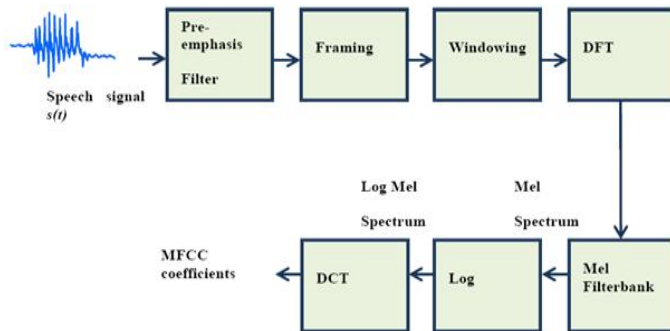 Pre-
emphasis
Filter
Framing
Windowing
DFT
Speech signal
s(t)
Log Mel
Spectrum
Mel
Spectrum
MFCC
coefficients
DCT
Log
Mel
Filterbank